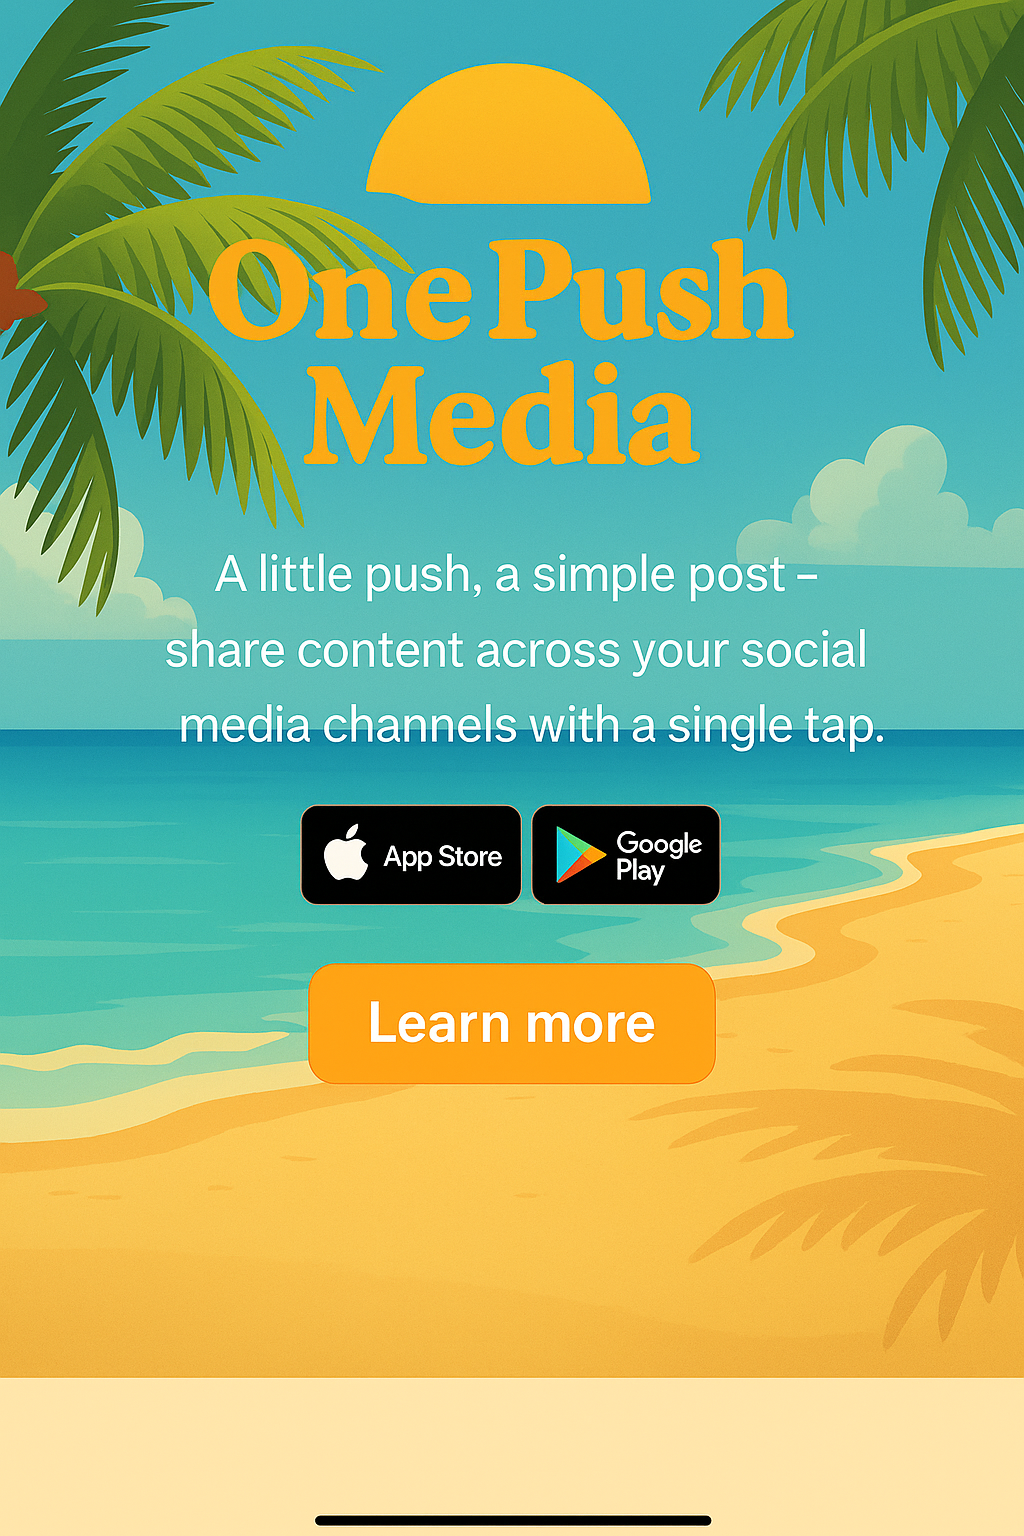 One Push
Media
A little push, a simple post –
share content across your social
media channels with a single tap.
App Store
Google
Play
Learn more